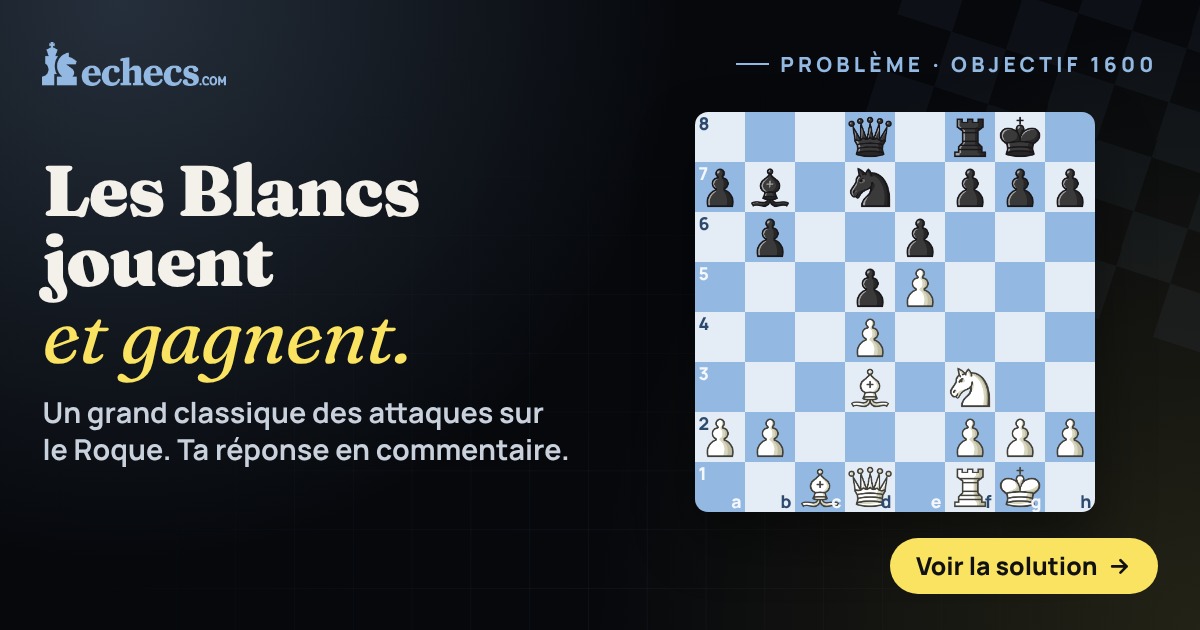 echecs.COM
PROBLÈME · OBJECTIF 1600
Les Blancs
jouent
et gagnent.
Un grand classique des attaques sur
le Roque. Ta réponse en commentaire.
8
7
6
5
4
3
2
1
a b c d e f g h
Voir la solution →